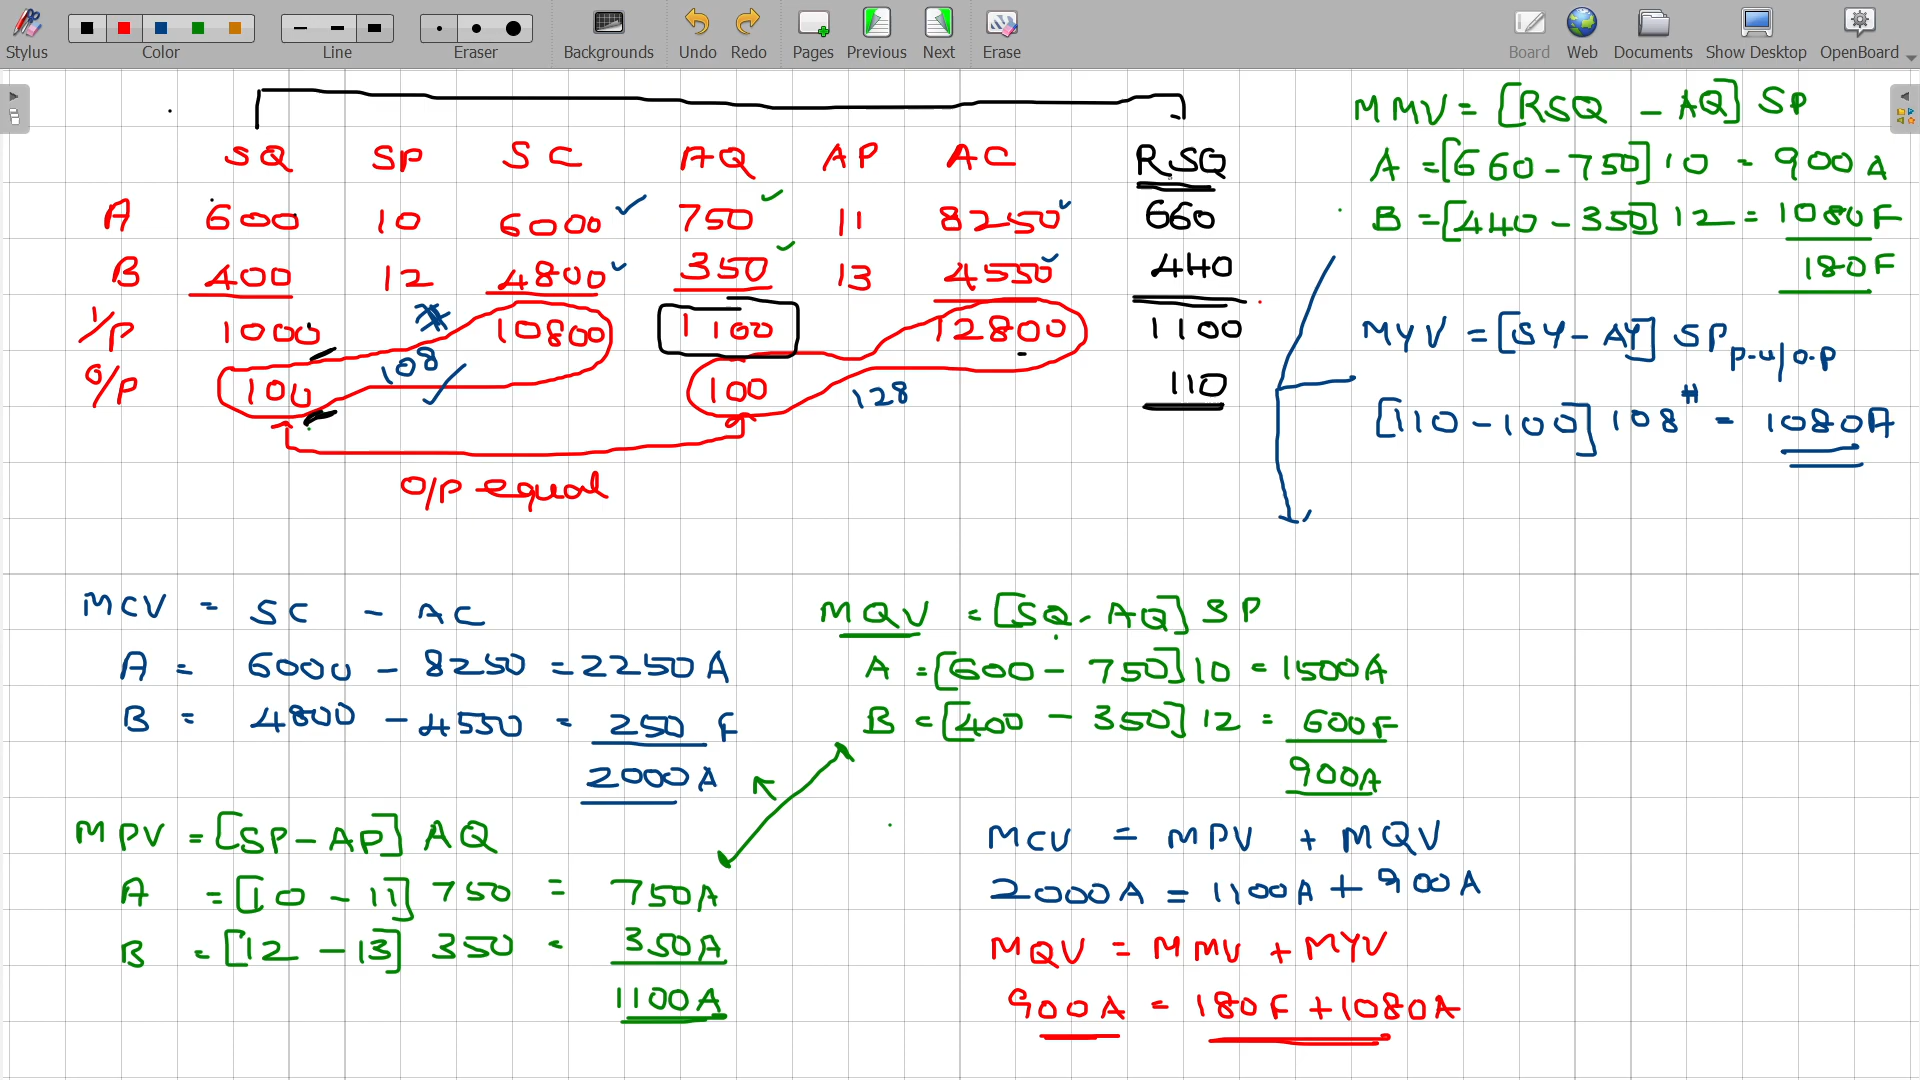 Stylus Color Line Eraser Backgrounds Undo Redo Pages Previous Next Erase Board Web Documents Show Desktop OpenBoard
SQ SP SC AQ AP AC RSQ
A 600 10 6000 750 11 8250 660
B 400 12 4800 350 13 4550 440
I/P 1000 * 10800 1100 12800 1100
O/P 100 108 100 128 110
O/P equal
MMV = [RSQ - AQ] SP
A = [660 - 750] 10 = 900 A
B = [440 - 350] 12 = 1080 F
180 F
MYV = [SY - AY] SP p.u/o.p
[110 - 100] 108 # = 1080 A
MCV = SC - AC
A = 6000 - 8250 = 2250 A
B = 4800 - 4550 = 250 F
2000 A
MQV = [SQ - AQ] SP
A = [600 - 750] 10 = 1500 A
B = [400 - 350] 12 = 600 F
900 A
MPV = [SP - AP] AQ
A = [10 - 11] 750 = 750 A
B = [12 - 13] 350 = 350 A
1100 A
MCV = MPV + MQV
2000 A = 1100 A + 900 A
MQV = MMV + MYV
900 A = 180 F + 1080 A